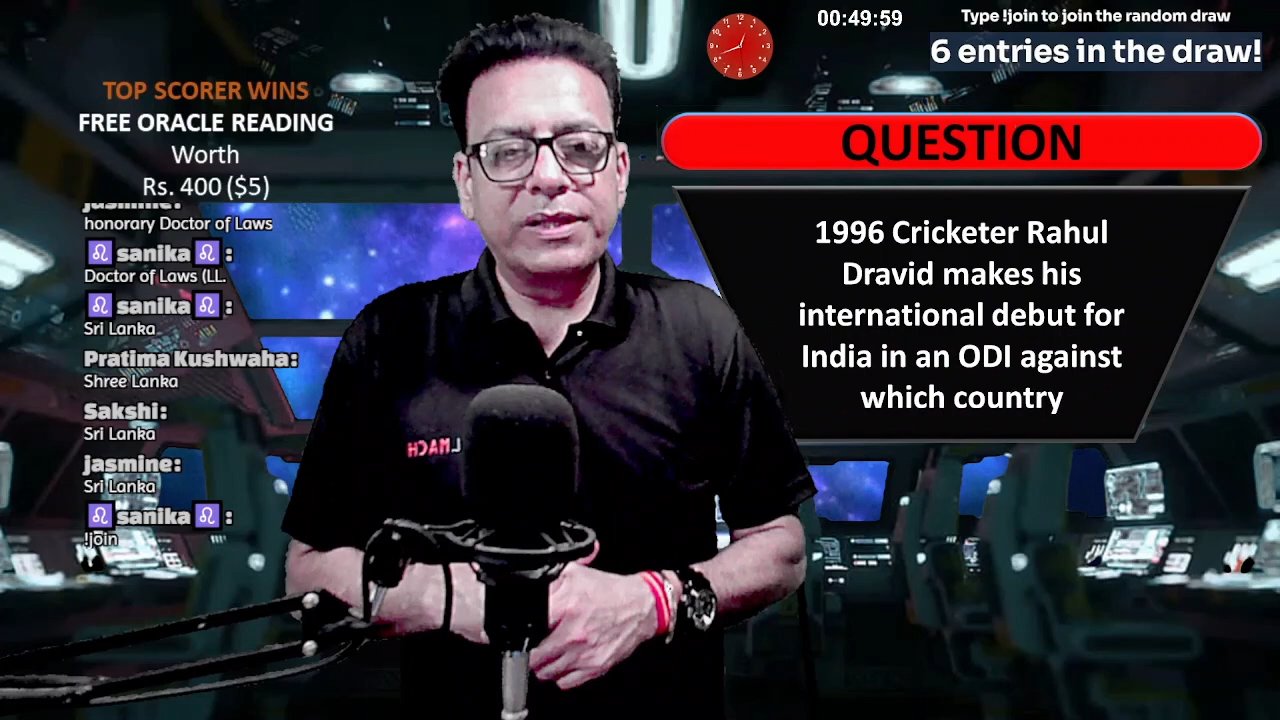 00:49:59
Type !join to join the random draw
6 entries in the draw!
TOP SCORER WINS
FREE ORACLE READING
Worth
Rs. 400 ($5)
jasmine:
honorary Doctor of Laws
sanika :
Doctor of Laws (LL.
sanika :
Sri Lanka
Pratima Kushwaha:
Shree Lanka
Sakshi:
Sri Lanka
jasmine:
Sri Lanka
sanika :
!join
QUESTION
1996 Cricketer Rahul
Dravid makes his
international debut for
India in an ODI against
which country